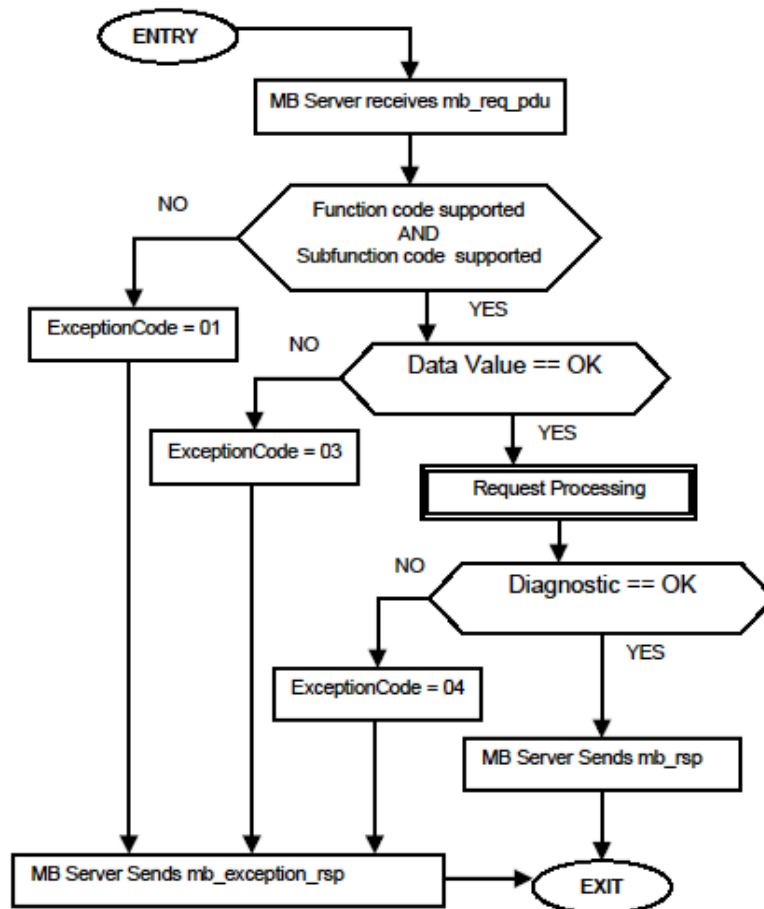 ENTRY
MB Server receives mb_req_pdu
NO
Function code supported
AND
Subfunction code supported
YES
ExceptionCode = 01
NO
Data Value == OK
YES
ExceptionCode = 03
Request Processing
NO
Diagnostic == OK
YES
ExceptionCode = 04
MB Server Sends mb_rsp
MB Server Sends mb_exception_rsp
EXIT